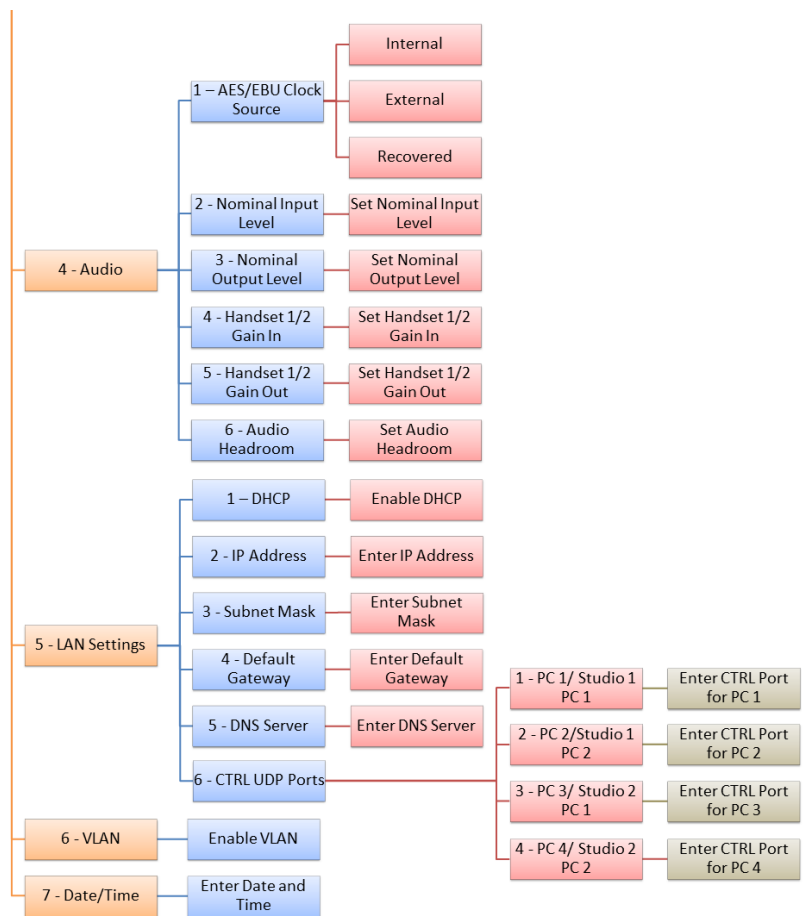 Internal
1 – AES/EBU Clock
Source
External
Recovered
2 - Nominal Input
Level
Set Nominal Input
Level
4 - Audio
3 - Nominal
Output Level
Set Nominal
Output Level
4 - Handset 1/2
Gain In
Set Handset 1/2
Gain In
5 - Handset 1/2
Gain Out
Set Handset 1/2
Gain Out
6 - Audio
Headroom
Set Audio
Headroom
1 – DHCP
Enable DHCP
2 - IP Address
Enter IP Address
3 - Subnet Mask
Enter Subnet
Mask
5 - LAN Settings
4 - Default
Gateway
Enter Default
Gateway
5 - DNS Server
Enter DNS Server
6 - CTRL UDP Ports
1 - PC 1/ Studio 1
PC 1
Enter CTRL Port
for PC 1
2 - PC 2/Studio 1
PC 2
Enter CTRL Port
for PC 2
3 - PC 3/ Studio 2
PC 1
Enter CTRL Port
for PC 3
4 - PC 4/ Studio 2
PC 2
Enter CTRL Port
for PC 4
6 - VLAN
Enable VLAN
7 - Date/Time
Enter Date and
Time